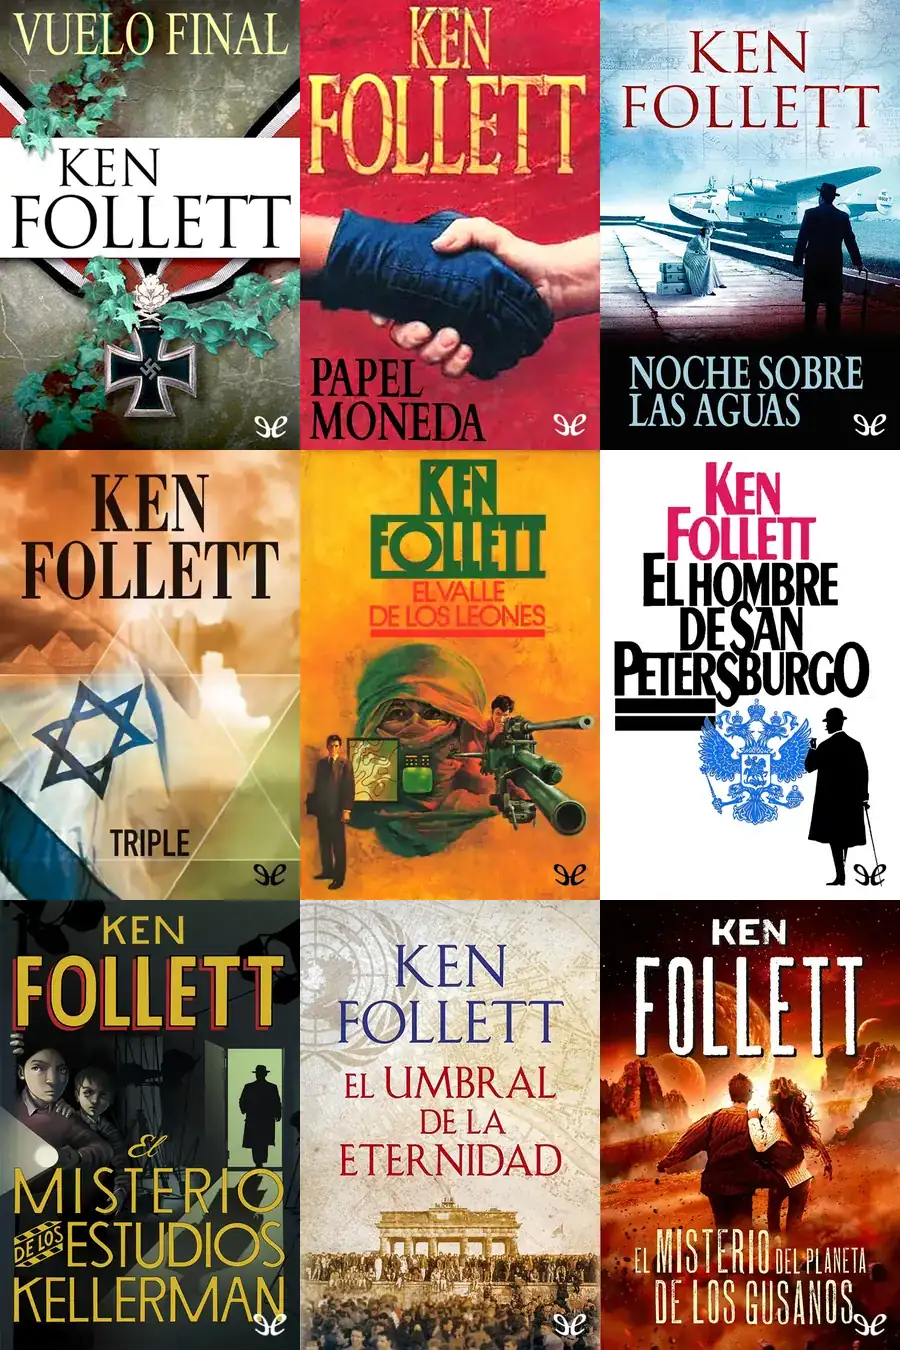 VUELO FINAL
KEN
FOLLETT
KEN
FOLLETT
PAPEL
MONEDA
KEN
FOLLETT
NOCHE SOBRE
LAS AGUAS
KEN
FOLLETT
TRIPLE
KEN
FOLLETT
EL VALLE
DE LOS LEONES
KEN
FOLLETT
EL HOMBRE
DE SAN
PETERSBURGO
KEN
FOLLETT
El
MISTERIO
DE LOS ESTUDIOS
KELLERMAN
KEN
FOLLETT
EL UMBRAL
DE LA
ETERNIDAD
KEN
FOLLETT
EL MISTERIO DEL PLANETA
DE LOS GUSANOS